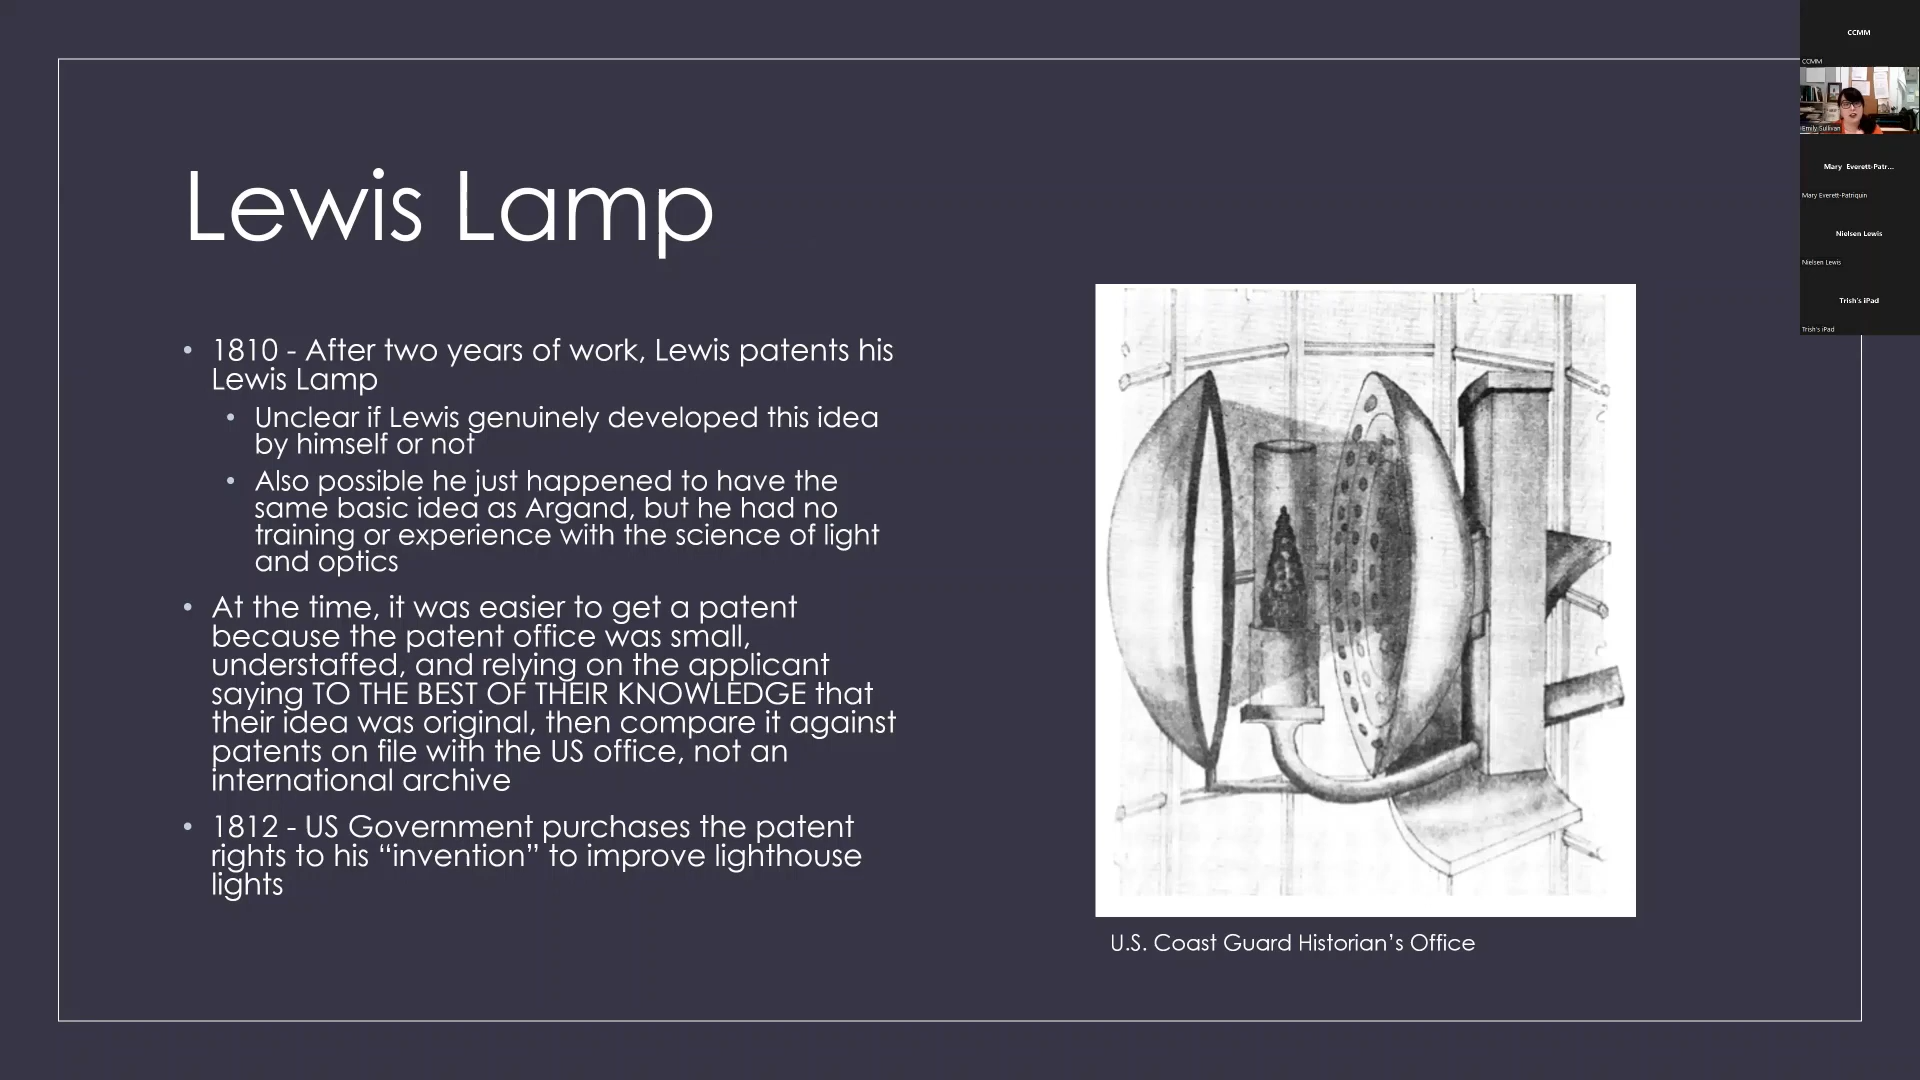 Lewis Lamp
• 1810 - After two years of work, Lewis patents his
Lewis Lamp
• Unclear if Lewis genuinely developed this idea
by himself or not
• Also possible he just happened to have the
same basic idea as Argand, but he had no
training or experience with the science of light
and optics
• At the time, it was easier to get a patent
because the patent office was small,
understaffed, and relying on the applicant
saying TO THE BEST OF THEIR KNOWLEDGE that
their idea was original, then compare it against
patents on file with the US office, not an
international archive
• 1812 - US Government purchases the patent
rights to his “invention” to improve lighthouse
lights
U.S. Coast Guard Historian’s Office
CCMM
CCMM
Emily Sullivan
Mary Everett-Patr...
Mary Everett-Patriquin
Nielsen Lewis
Nielsen Lewis
Trish's iPad
Trish's iPad